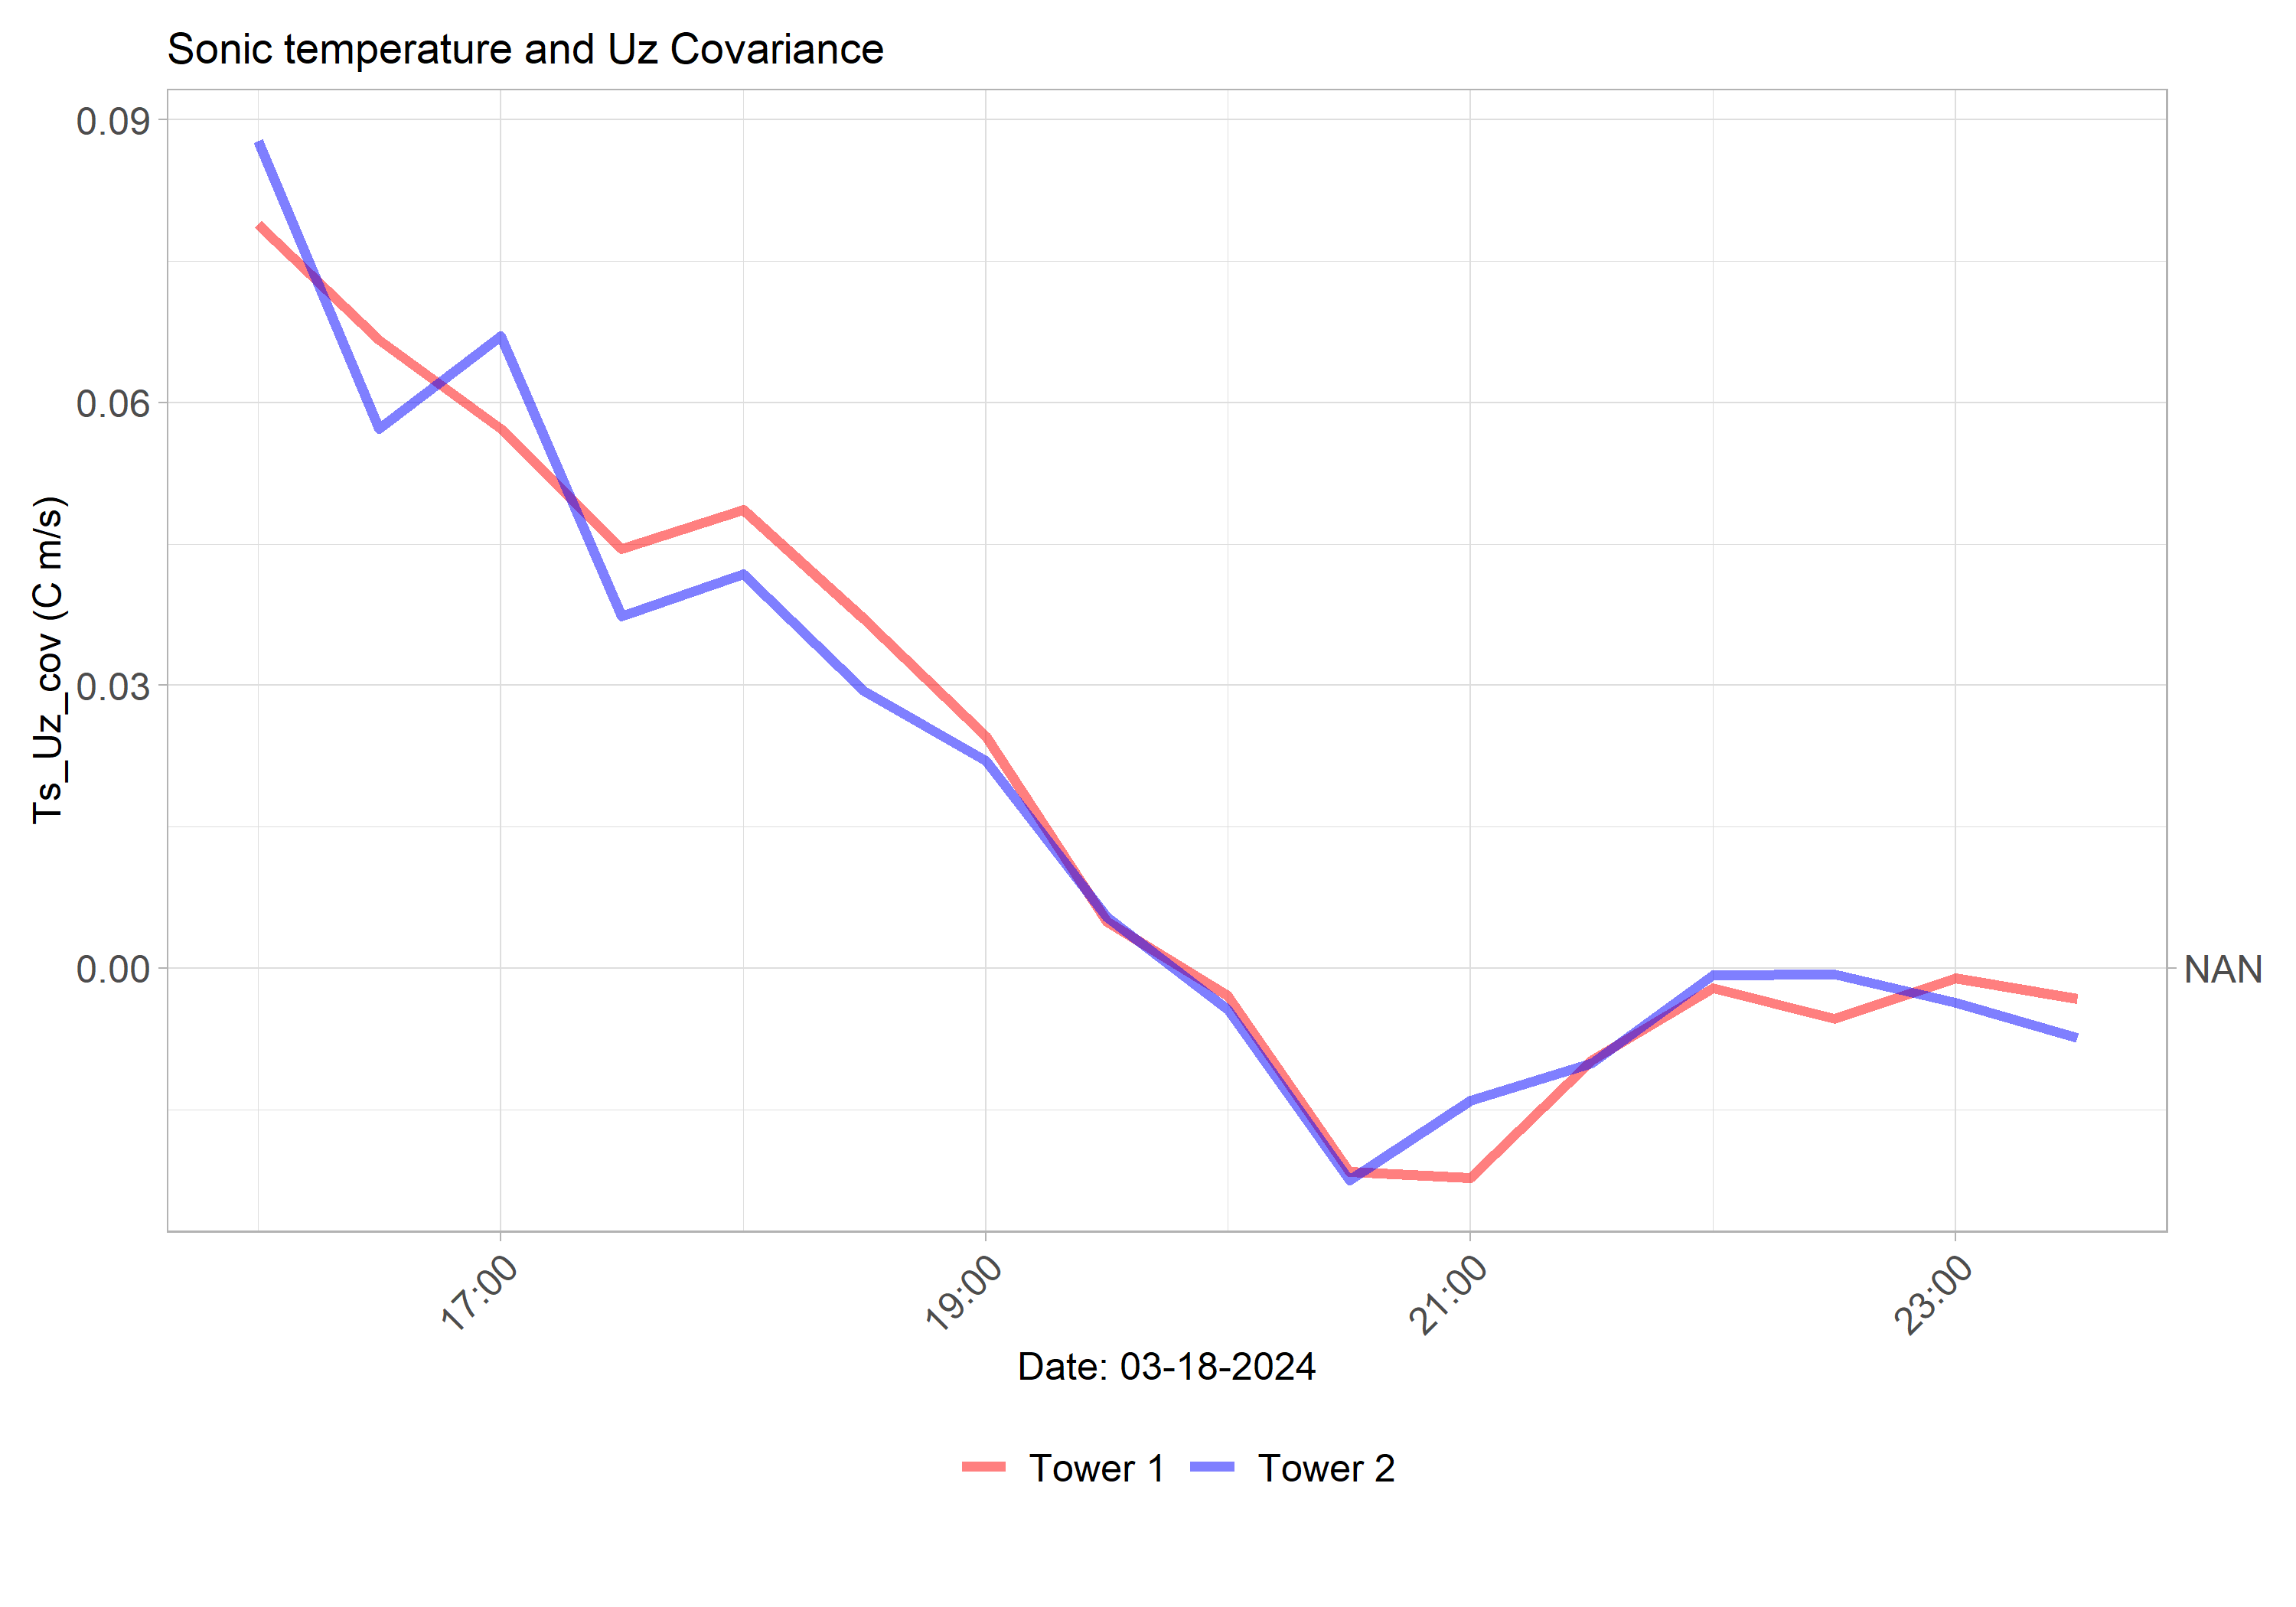 Sonic temperature and Uz Covariance
Ts_Uz_cov (C m/s)
0.09
0.06
0.03
0.00
NAN
17:00
19:00
21:00
23:00
Date: 03-18-2024
Tower 1
Tower 2